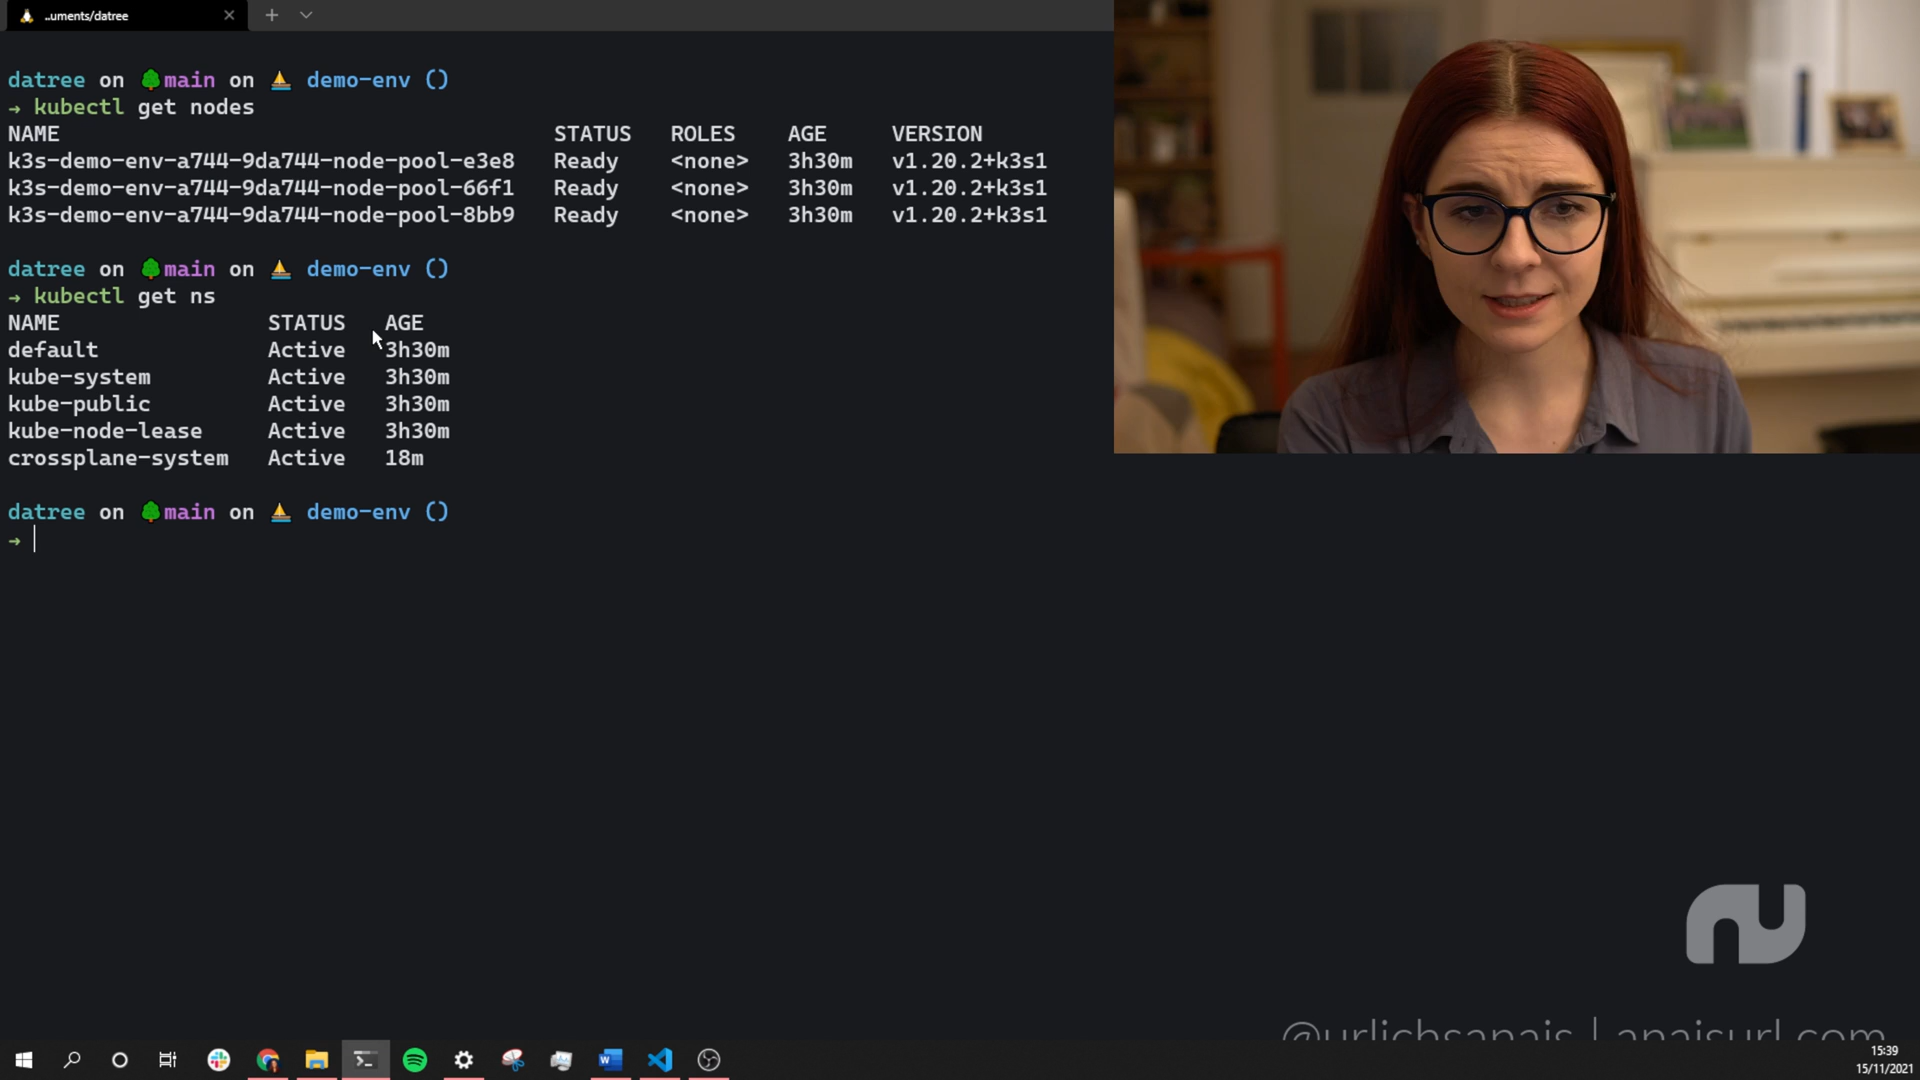 ..uments/datree
datree on main on demo-env ()
→ kubectl get nodes
NAME STATUS ROLES AGE VERSION
k3s-demo-env-a744-9da744-node-pool-e3e8 Ready <none> 3h30m v1.20.2+k3s1
k3s-demo-env-a744-9da744-node-pool-66f1 Ready <none> 3h30m v1.20.2+k3s1
k3s-demo-env-a744-9da744-node-pool-8bb9 Ready <none> 3h30m v1.20.2+k3s1
datree on main on demo-env ()
→ kubectl get ns
NAME STATUS AGE
default Active 3h30m
kube-system Active 3h30m
kube-public Active 3h30m
kube-node-lease Active 3h30m
crossplane-system Active 18m
datree on main on demo-env ()
→
@urlichsanais | anaisurl.com
15:39
15/11/2021